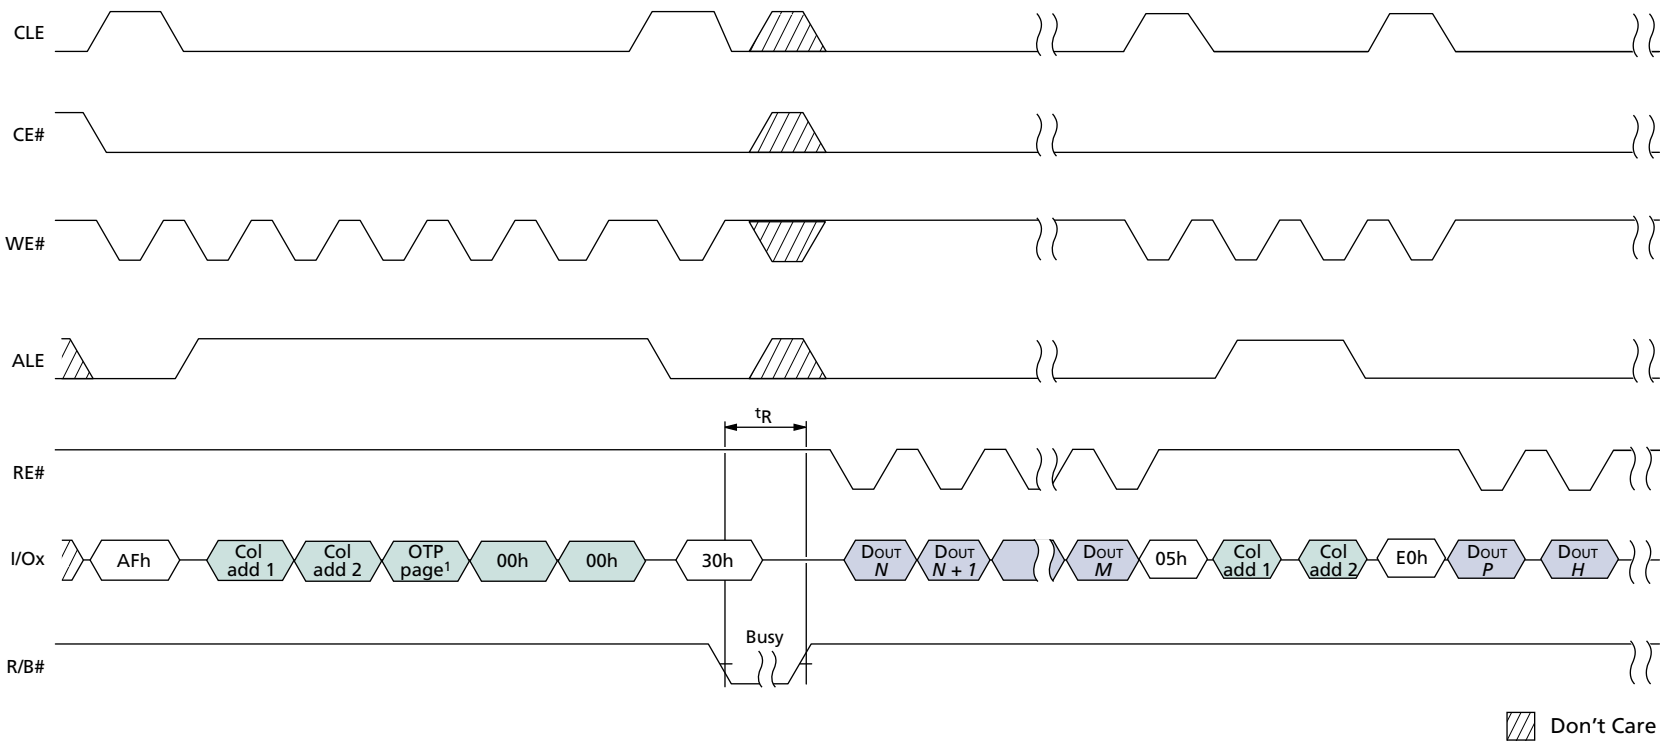 CLE
CE#
WE#
ALE
tR
RE#
I/Ox
AFh
Col add 1
Col add 2
OTP page1
00h
00h
30h
DOUT N
DOUT N + 1
DOUT M
05h
Col add 1
Col add 2
E0h
DOUT P
DOUT H
Busy
R/B#
Don't Care